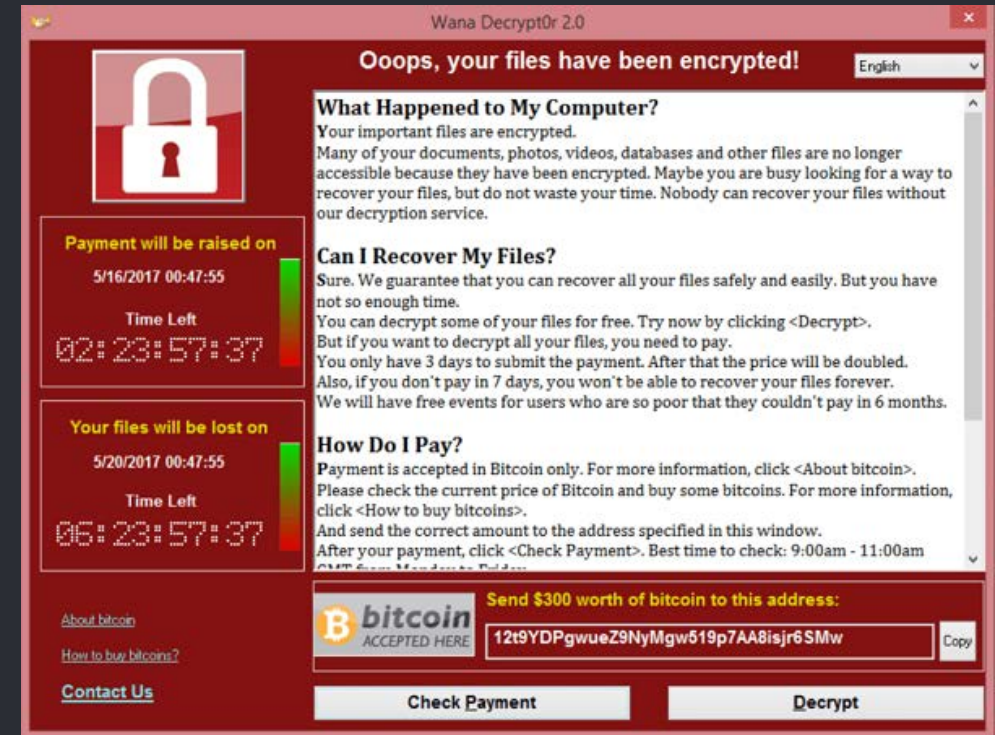 Wana Decrypt0r 2.0
Ooops, your files have been encrypted!
English
What Happened to My Computer?
Your important files are encrypted.
Many of your documents, photos, videos, databases and other files are no longer
accessible because they have been encrypted. Maybe you are busy looking for a way to
recover your files, but do not waste your time. Nobody can recover your files without
our decryption service.
Can I Recover My Files?
Sure. We guarantee that you can recover all your files safely and easily. But you have
not so enough time.
You can decrypt some of your files for free. Try now by clicking <Decrypt>.
But if you want to decrypt all your files, you need to pay.
You only have 3 days to submit the payment. After that the price will be doubled.
Also, if you don't pay in 7 days, you won't be able to recover your files forever.
We will have free events for users who are so poor that they couldn't pay in 6 months.
How Do I Pay?
Payment is accepted in Bitcoin only. For more information, click <About bitcoin>.
Please check the current price of Bitcoin and buy some bitcoins. For more information,
click <How to buy bitcoins>.
And send the correct amount to the address specified in this window.
After your payment, click <Check Payment>. Best time to check: 9:00am - 11:00am
GMT from Monday to Friday
Payment will be raised on
5/16/2017 00:47:55
Time Left
02:23:57:37
Your files will be lost on
5/20/2017 00:47:55
Time Left
06:23:57:37
About bitcoin
How to buy bitcoins?
Contact Us
bitcoin
ACCEPTED HERE
Send $300 worth of bitcoin to this address:
12t9YDPgwueZ9NyMgw519p7AA8isjr6SMw
Copy
Check Payment
Decrypt